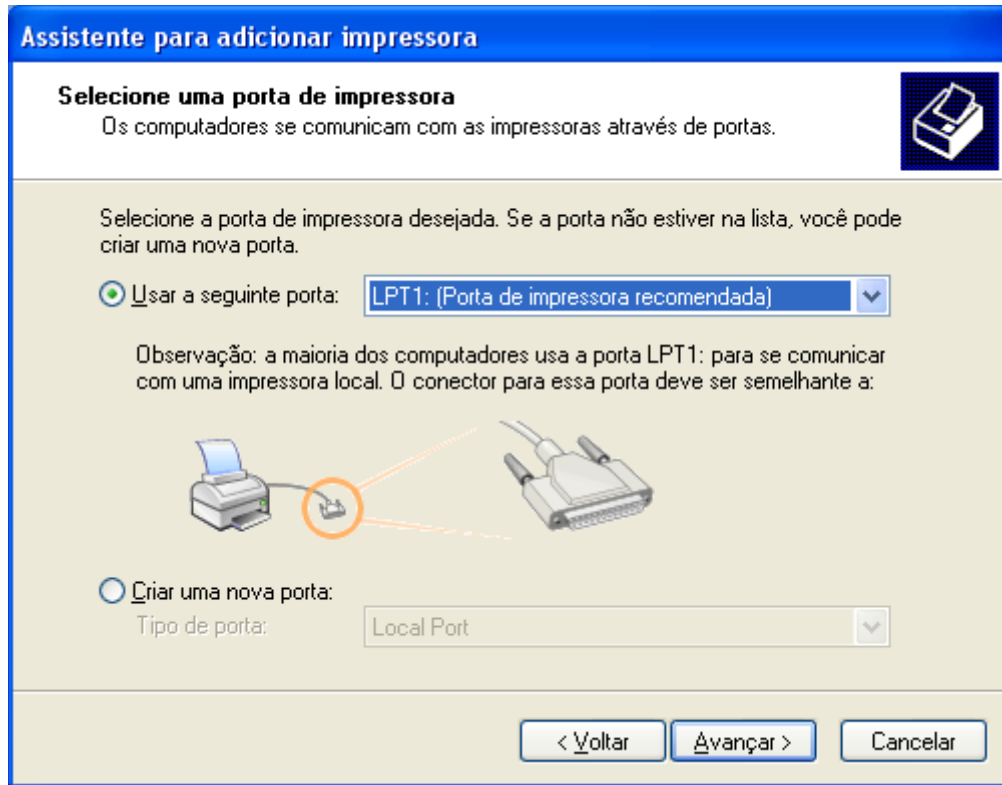 Assistente para adicionar impressora
Selecione uma porta de impressora
Os computadores se comunicam com as impressoras através de portas.
Selecione a porta de impressora desejada. Se a porta não estiver na lista, você pode
criar uma nova porta.
Usar a seguinte porta: LPT1: (Porta de impressora recomendada)
Observação: a maioria dos computadores usa a porta LPT1: para se comunicar
com uma impressora local. O conector para essa porta deve ser semelhante a:
Criar uma nova porta:
Tipo de porta: Local Port
< Voltar Avançar > Cancelar